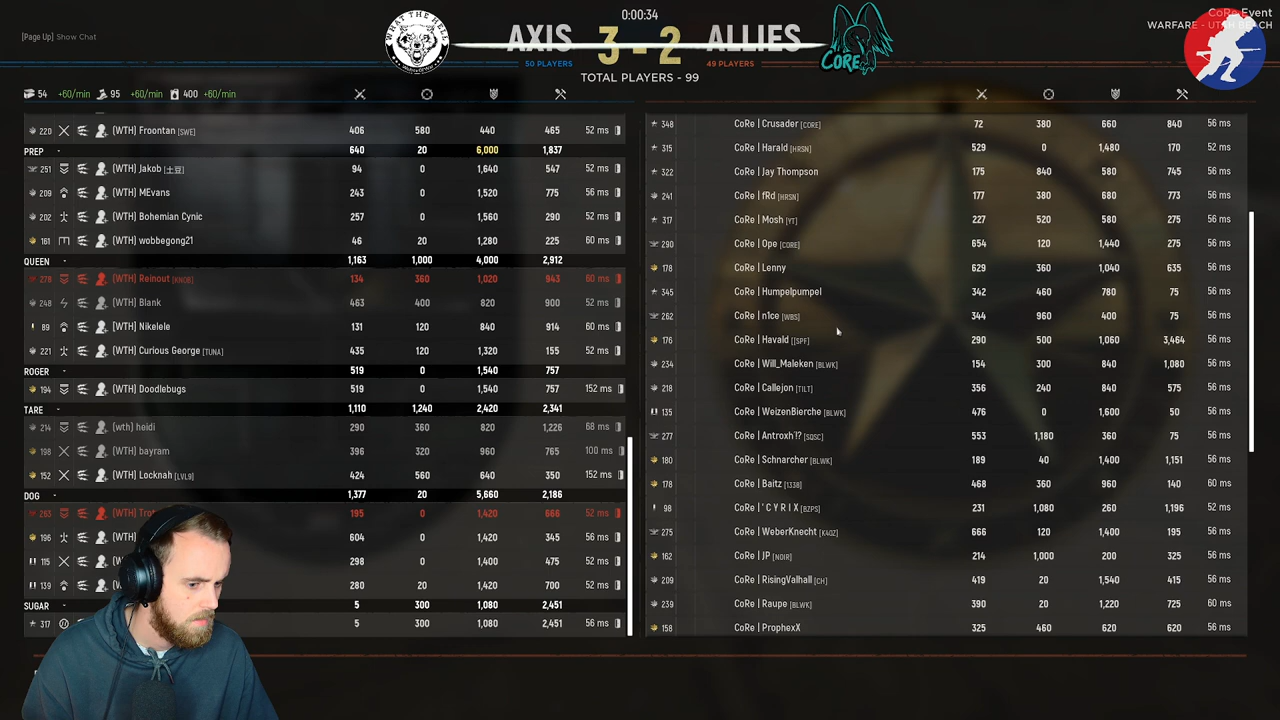 [Page Up] Show Chat
WHAT THE HELL
0:00:34
AXIS 3 - 2 ALLIES
50 PLAYERS
49 PLAYERS
TOTAL PLAYERS - 99
CORE
CoRe Event
54 +60/min 95 +60/min 400 +60/min
220 [WTH] Froontan [SWE] 406 580 440 465 52 ms
PREP - 640 20 6,000 1,837
251 [WTH] Jakob [土豆] 94 0 1,640 547 52 ms
209 [WTH] MEvans 243 0 1,520 775 56 ms
202 [WTH] Bohemian Cynic 257 0 1,560 290 52 ms
161 [WTH] wobbegong21 46 20 1,280 225 60 ms
QUEEN - 1,163 1,000 4,000 2,912
278 [WTH] Reinout [KNOB] 134 360 1,020 943 60 ms
248 [WTH] Blank 463 400 820 900 52 ms
89 [WTH] Nikelele 131 120 840 914 60 ms
221 [WTH] Curious George [TUNA] 435 120 1,320 155 52 ms
ROGER - 519 0 1,540 757
194 [WTH] Doodlebugs 519 0 1,540 757 152 ms
TARE - 1,110 1,240 2,420 2,341
214 (wth) heidi 290 360 820 1,226 68 ms
198 [WTH] bayram 396 320 960 765 100 ms
152 [WTH] Locknah [LVL9] 424 560 640 350 152 ms
DOG - 1,377 20 5,660 2,186
263 [WTH] 195 0 1,420 666 52 ms
196 [WTH] 604 0 1,420 345 56 ms
115 298 0 1,400 475 52 ms
139 280 20 1,420 700 52 ms
SUGAR - 5 300 1,080 2,451
317 5 300 1,080 2,451 56 ms
348 CoRe | Crusader [CORE] 72 380 660 840 56 ms
315 CoRe | Harald [HRSN] 529 0 1,480 170 52 ms
322 CoRe | Jay Thompson 175 840 580 745 56 ms
241 CoRe | fRd [HRSN] 177 380 680 773 56 ms
317 CoRe | Mosh [YT] 227 520 580 275 56 ms
290 CoRe | Ope [CORE] 654 120 1,440 275 56 ms
178 CoRe | Lenny 629 360 1,040 635 56 ms
345 CoRe | Humpelpumpel 342 460 780 75 56 ms
262 CoRe | n1ce [WBS] 344 960 400 75 56 ms
176 CoRe | Havald [[SPF] 290 500 1,060 3,464 56 ms
234 CoRe | Will_Maleken [BLWK] 154 300 840 1,080 56 ms
218 CoRe | Callejon [TILT] 356 240 840 575 56 ms
135 CoRe | WeizenBierche [BLWK] 476 0 1,600 50 56 ms
277 CoRe | Antroxh!? [SQSC] 553 1,180 360 75 56 ms
180 CoRe | Schnarcher [BLWK] 189 40 1,400 1,151 56 ms
178 CoRe | Baitz [1338] 468 360 960 140 60 ms
98 CoRe | ' C Y R I X [BZPS] 231 1,080 260 1,196 52 ms
275 CoRe | WeberKnecht [K4OZ] 666 120 1,400 195 56 ms
162 CoRe | JP [NOIR] 214 1,000 200 325 56 ms
209 CoRe | RisingValhall [CH] 419 20 1,540 415 56 ms
239 CoRe | Raupe [BLWK] 390 20 1,220 725 60 ms
158 CoRe | ProphexX 325 460 620 620 56 ms